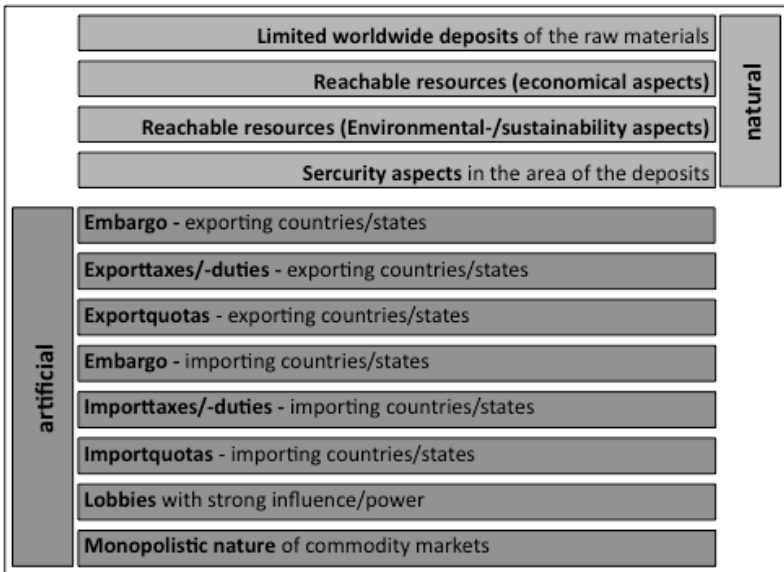 Limited worldwide deposits of the raw materials
Reachable resources (economical aspects)
Reachable resources (Environmental-/sustainability aspects)
Sercurity aspects in the area of the deposits
natural
artificial
Embargo - exporting countries/states
Exporttaxes/-duties - exporting countries/states
Exportquotas - exporting countries/states
Embargo - importing countries/states
Importtaxes/-duties - importing countries/states
Importquotas - importing countries/states
Lobbies with strong influence/power
Monopolistic nature of commodity markets